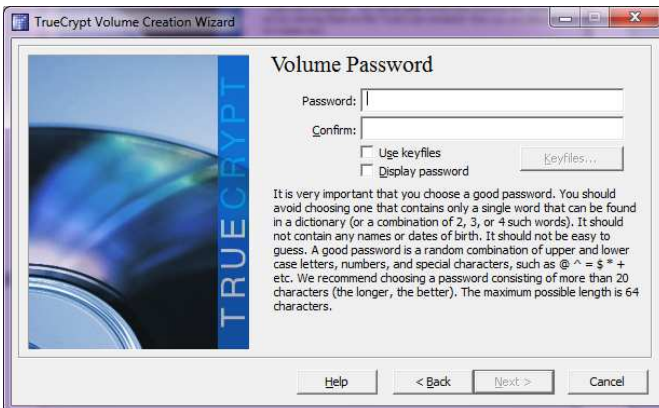 TrueCrypt Volume Creation Wizard
TRUECRYPT
Volume Password
Password:
Confirm:
Use keyfiles
Keyfiles...
Display password
It is very important that you choose a good password. You should
avoid choosing one that contains only a single word that can be found
in a dictionary (or a combination of 2, 3, or 4 such words). It should
not contain any names or dates of birth. It should not be easy to
guess. A good password is a random combination of upper and lower
case letters, numbers, and special characters, such as @ ^ = $ * +
etc. We recommend choosing a password consisting of more than 20
characters (the longer, the better). The maximum possible length is 64
characters.
Help < Back Next > Cancel